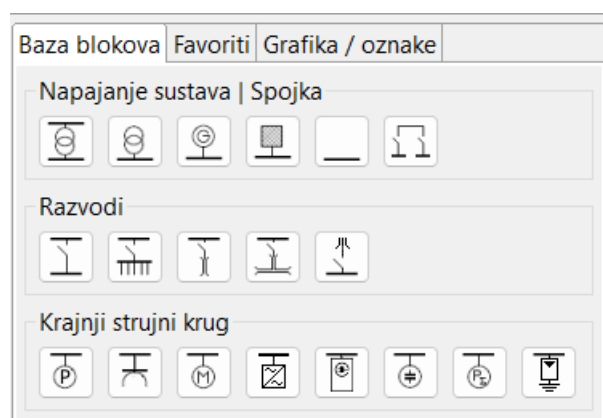 Baza blokova Favoriti Grafika / oznake
Napajanje sustava | Spojka
G
Razvodi
Krajnji strujni krug
P M